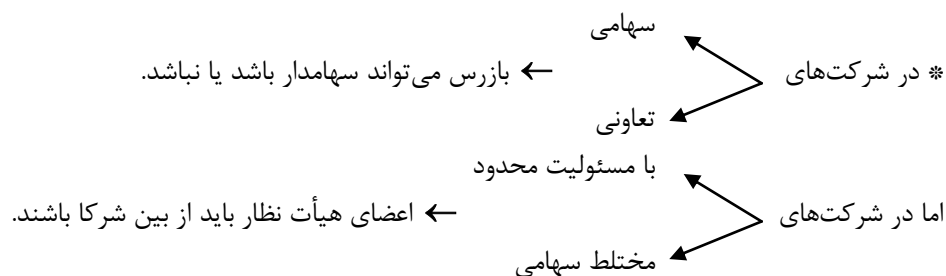 سهامی
* در شرکت‌های ← بازرس می‌تواند سهامدار باشد یا نباشد.
تعاونی
با مسئولیت محدود
اما در شرکت‌های ← اعضای هیأت نظار باید از بین شرکا باشند.
مختلط سهامی